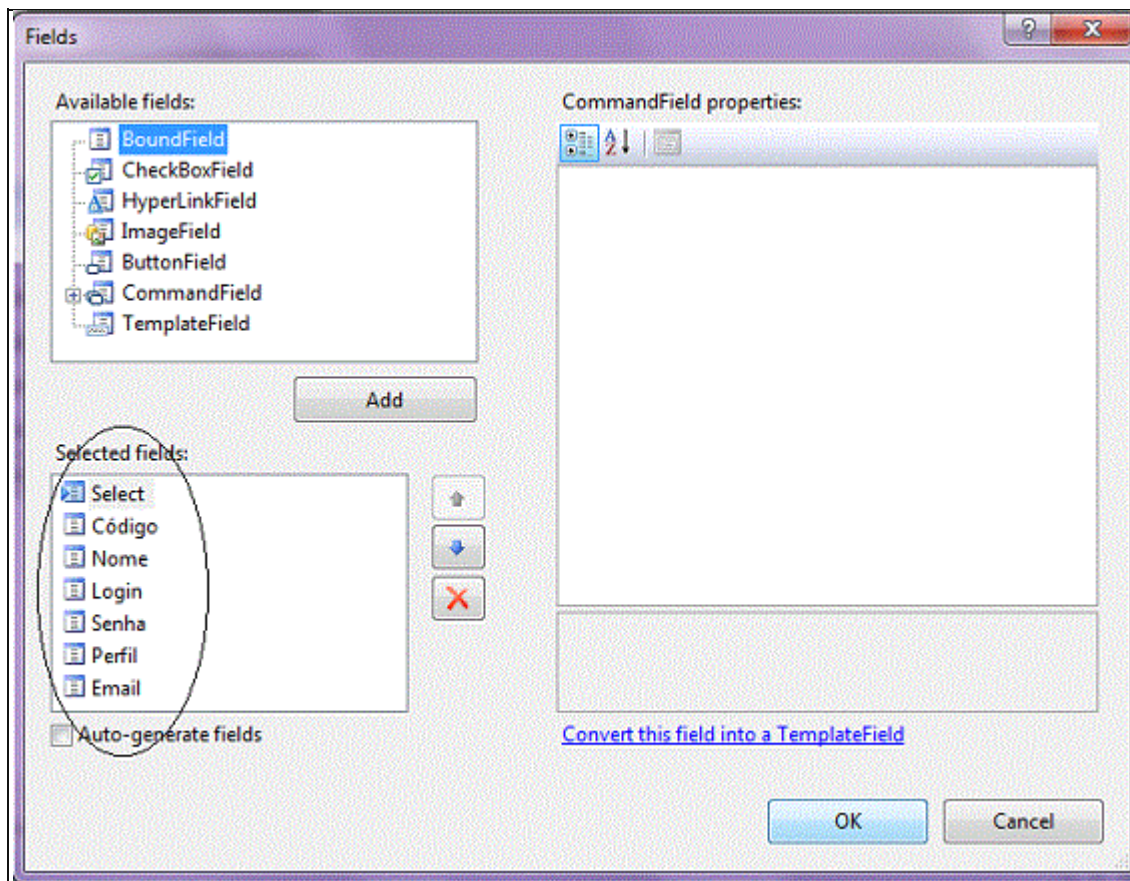 Fields
Available fields:
BoundField
CheckBoxField
HyperLinkField
ImageField
ButtonField
CommandField
TemplateField
Add
Selected fields:
Select
Código
Nome
Login
Senha
Perfil
Email
Auto-generate fields
CommandField properties:
Convert this field into a TemplateField
OK
Cancel